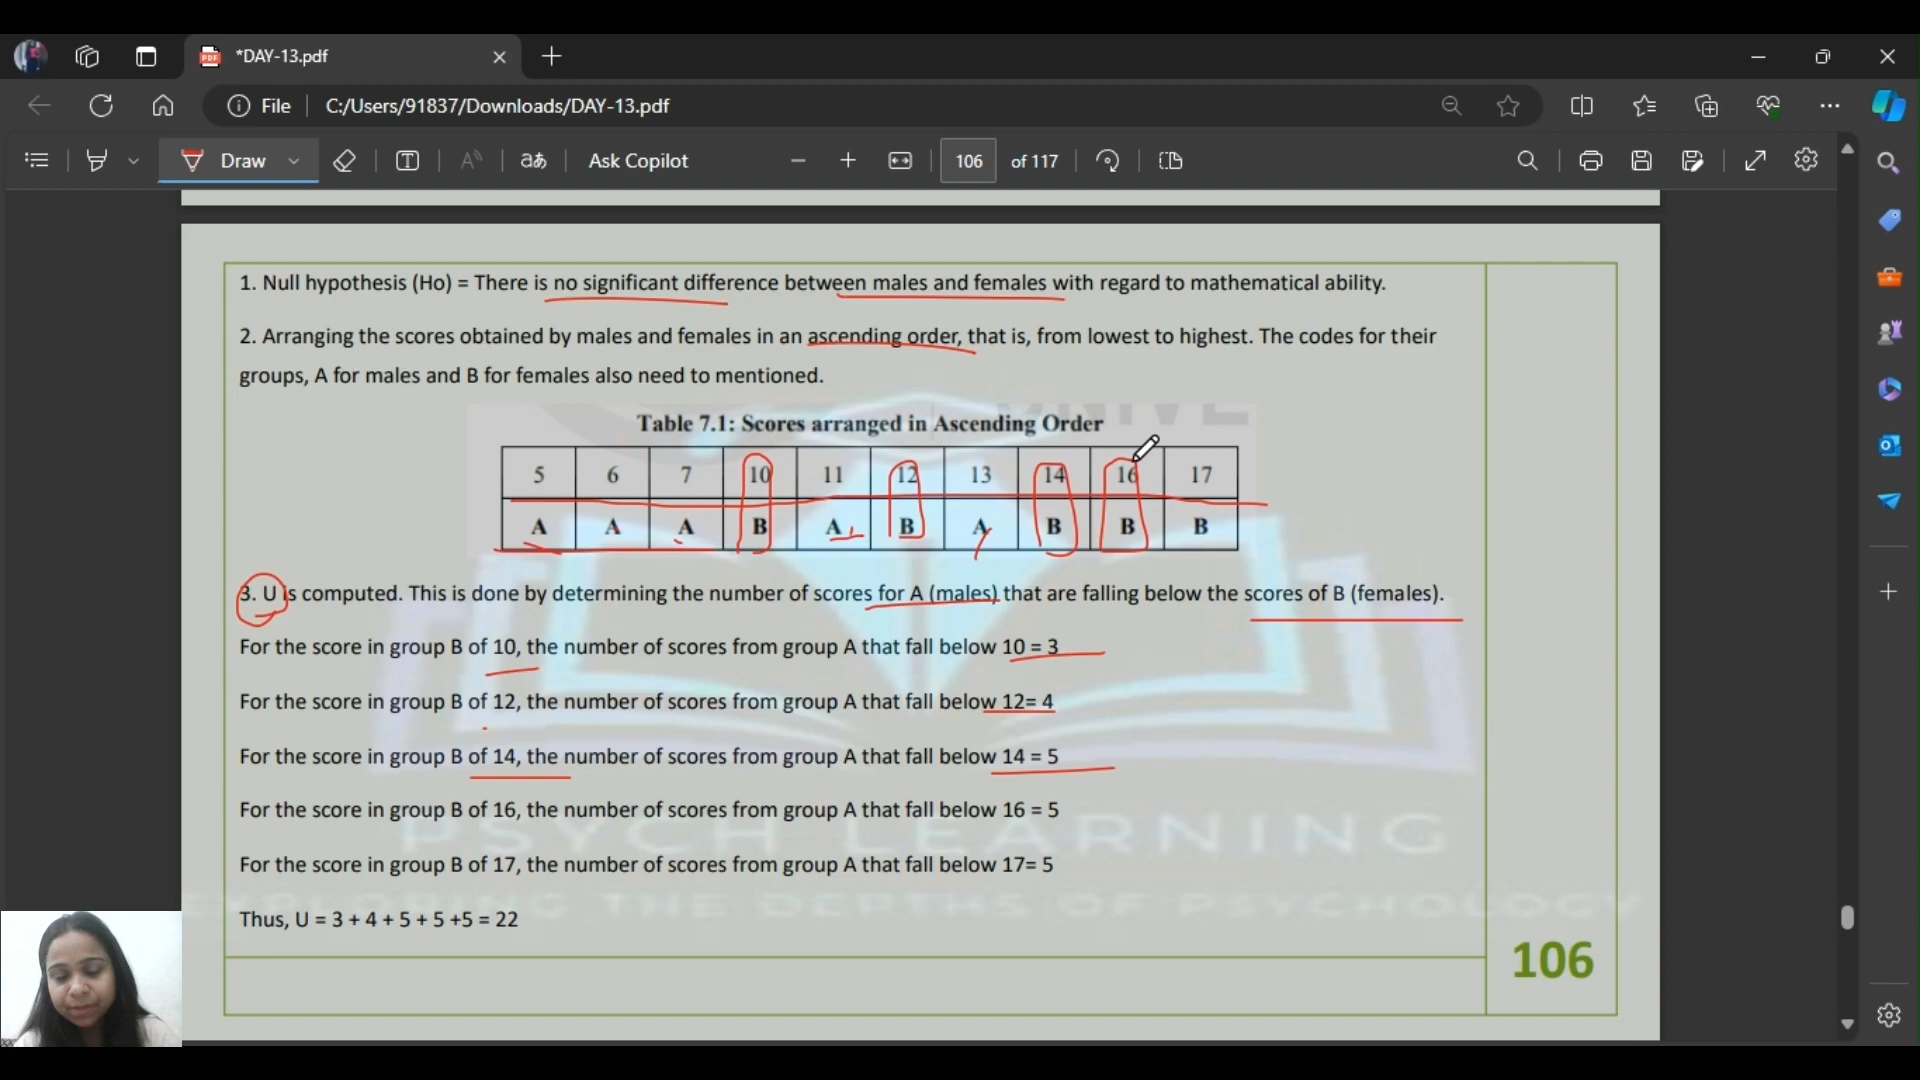 *DAY-13.pdf
File C:/Users/91837/Downloads/DAY-13.pdf
Draw Ask Copilot 106 of 117
1. Null hypothesis (Ho) = There is no significant difference between males and females with regard to mathematical ability.
2. Arranging the scores obtained by males and females in an ascending order, that is, from lowest to highest. The codes for their
groups, A for males and B for females also need to mentioned.
Table 7.1: Scores arranged in Ascending Order
5 6 7 10 11 12 13 14 16 17
A A A B A B A B B B
3. U is computed. This is done by determining the number of scores for A (males) that are falling below the scores of B (females).
For the score in group B of 10, the number of scores from group A that fall below 10 = 3
For the score in group B of 12, the number of scores from group A that fall below 12= 4
For the score in group B of 14, the number of scores from group A that fall below 14 = 5
For the score in group B of 16, the number of scores from group A that fall below 16 = 5
PSYCH LEARNING
For the score in group B of 17, the number of scores from group A that fall below 17= 5
EXPLORING THE DEPTHS OF PSYCHOLOGY
Thus, U = 3 + 4 + 5 + 5 +5 = 22
106